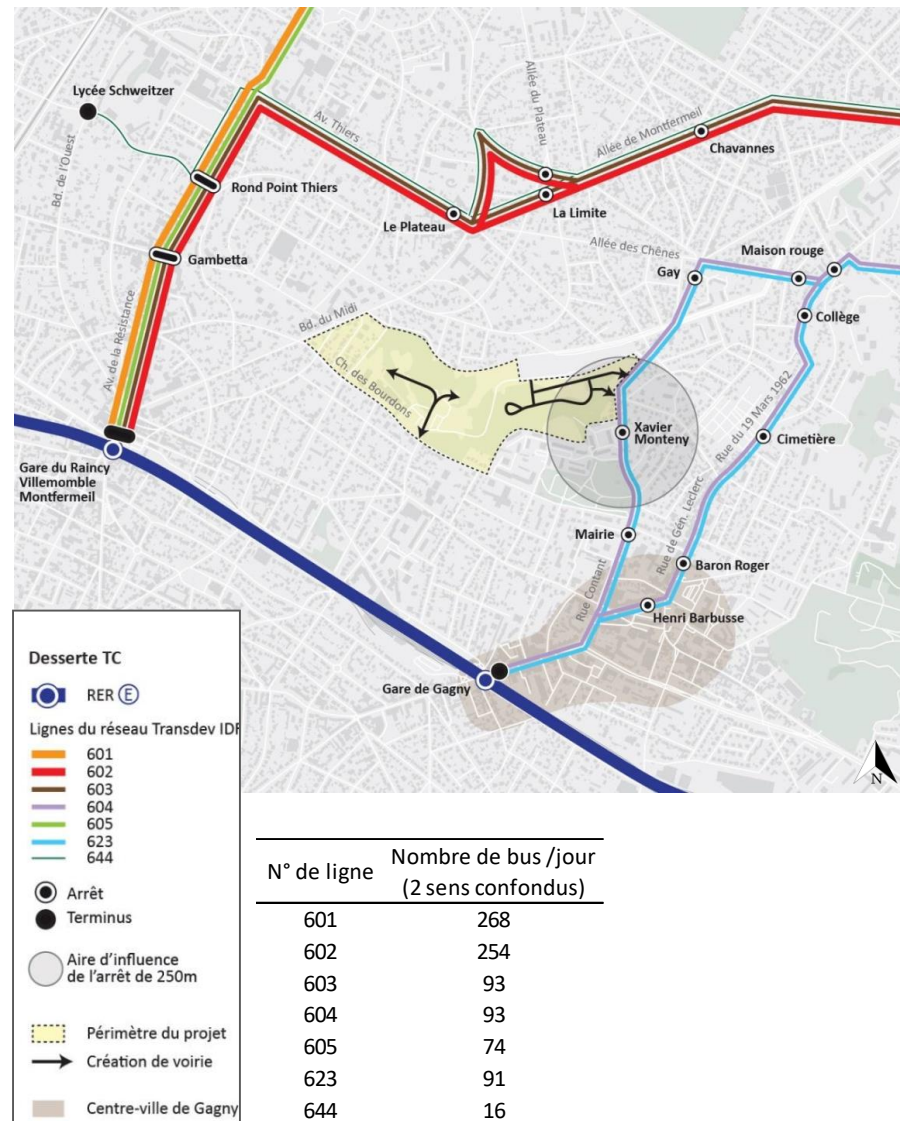 Lycée Schweitzer
Bd. de l'Ouest
Av. Thiers
Allée du Plateau
Allée de Montfermeil
Chavannes
Rond Point Thiers
La Limite
Le Plateau
Gambetta
Allée des Chênes
Maison rouge
Gay
Collège
Av. de la Résistance
Bd. du Midi
Ch. des Bourdons
Rue du 19 Mars 1962
Xavier
Monteny
Cimetière
Gare du Raincy
Villemomble
Montfermeil
Mairie
Rue de Gén. Leclerc
Baron Roger
Rue Contant
Henri Barbusse
Gare de Gagny
N
Desserte TC
RER E
Lignes du réseau Transdev IDF
601
602
603
604
605
623
644
Arrêt
Terminus
Aire d'influence
de l'arrêt de 250m
Périmètre du projet
Création de voirie
Centre-ville de Gagny
N° de ligne Nombre de bus /jour
(2 sens confondus)
601 268
602 254
603 93
604 93
605 74
623 91
644 16